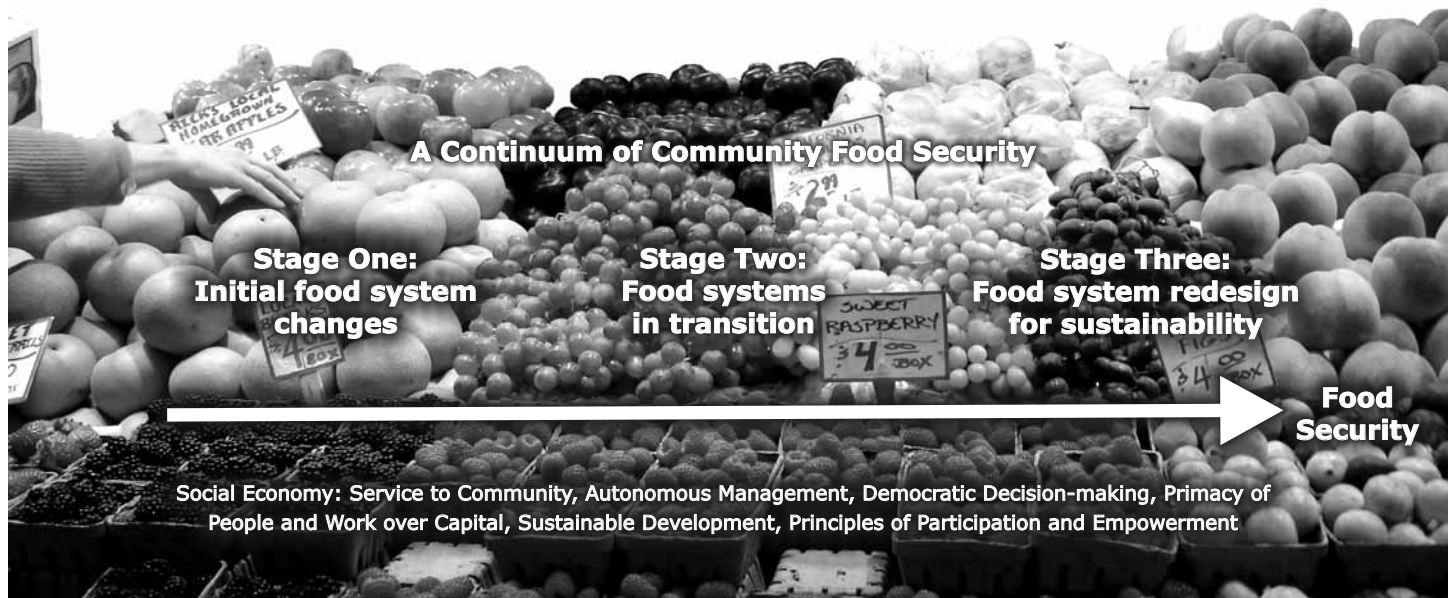 RECK'S LOCAL
HOMEGROWN
A Continuum of Community Food Security
2.99
Stage One:
Initial food system
changes
Stage Two:
Food systems
in transition
Stage Three:
Food system redesign
for sustainability
SWEET
RASPBERRY
$4.00
BOX
FIGS
$4.00
BOX
Food
Security
Social Economy: Service to Community, Autonomous Management, Democratic Decision-making, Primacy of
People and Work over Capital, Sustainable Development, Principles of Participation and Empowerment